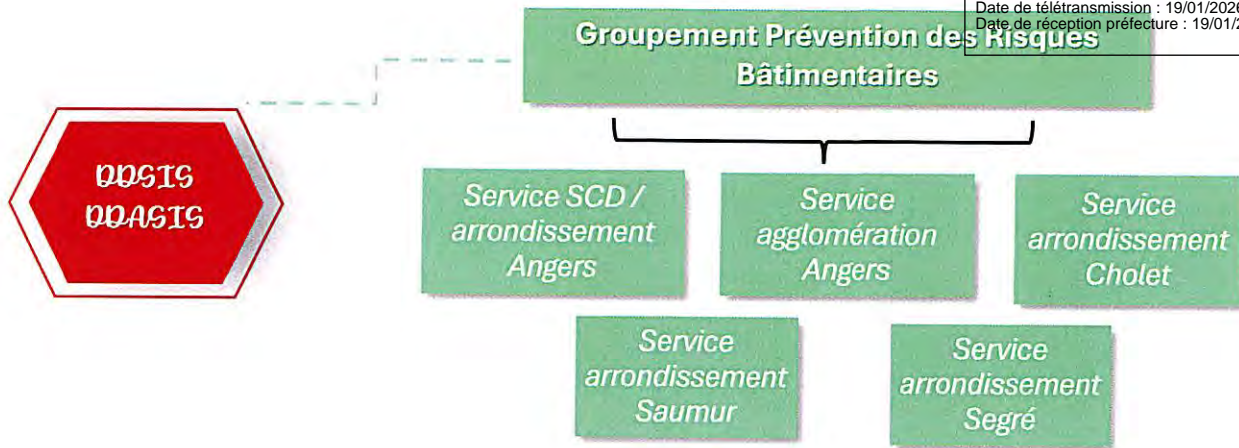 Date de télétransmission : 19/01/2026
Date de réception préfecture : 19/01/2
Groupement Prévention des Risques
Bâtimentaires
DDSIS
DDASIS
Service SCD /
arrondissement
Angers
Service
agglomération
Angers
Service
arrondissement
Cholet
Service
arrondissement
Saumur
Service
arrondissement
Segré